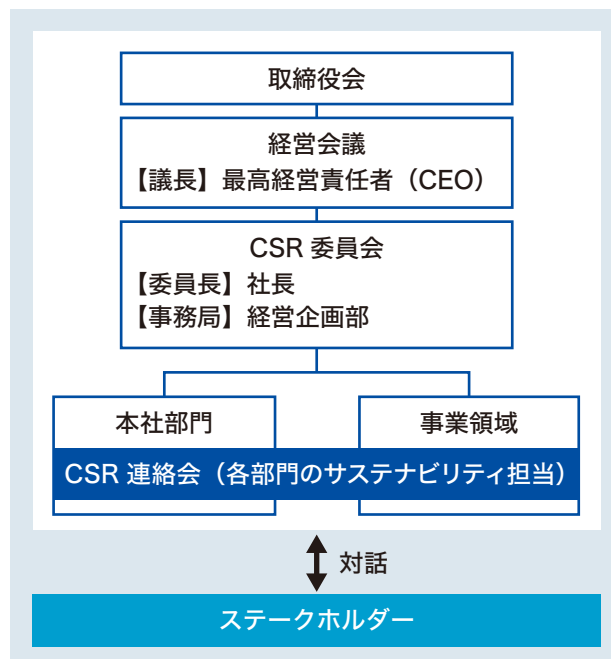 取締役会
経営会議
【議長】最高経営責任者（CEO）
CSR 委員会
【委員長】社長
【事務局】経営企画部
本社部門
事業領域
CSR 連絡会（各部門のサステナビリティ担当）
対話
ステークホルダー